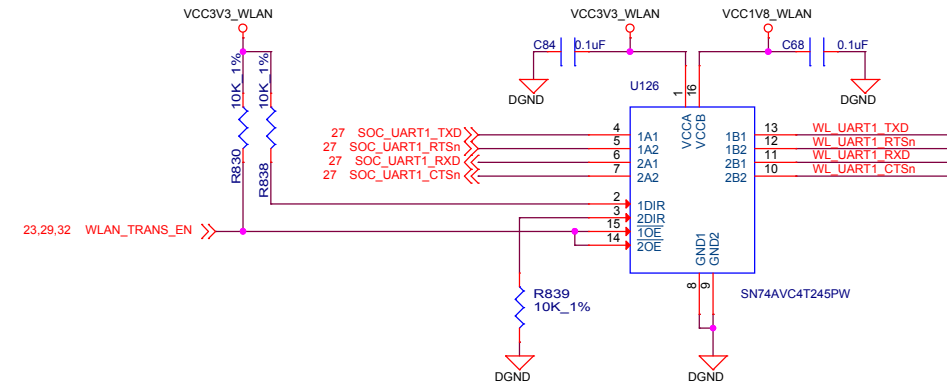 VCC3V3_WLAN
VCC3V3_WLAN
VCC1V8_WLAN
C84
0.1uF
C68
0.1uF
DGND
DGND
10K_1%
10K_1%
R830
R838
U126
1
16
VCCA
VCCB
27 SOC_UART1_TXD
4
1A1
1B1
13
WL_UART1_TXD
27 SOC_UART1_RTSn
5
1A2
1B2
12
WL_UART1_RTSn
27 SOC_UART1_RXD
6
2A1
2B1
11
WL_UART1_RXD
27 SOC_UART1_CTSn
7
2A2
2B2
10
WL_UART1_CTSn
2
1DIR
3
2DIR
23,29,32 WLAN_TRANS_EN
15
1OE
14
2OE
GND1
GND2
8
9
SN74AVC4T245PW
R839
10K_1%
DGND
DGND